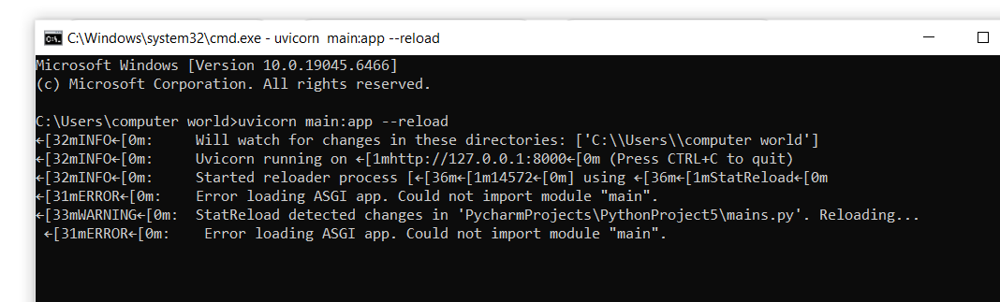 C:\Windows\system32\cmd.exe - uvicorn  main:app --reload
Microsoft Windows [Version 10.0.19045.6466]
(c) Microsoft Corporation. All rights reserved.
C:\Users\computer world>uvicorn main:app --reload
←[32mINFO←[0m:     Will watch for changes in these directories: ['C:\\Users\\computer world']
←[32mINFO←[0m:     Uvicorn running on ←[1mhttp://127.0.0.1:8000←[0m (Press CTRL+C to quit)
←[32mINFO←[0m:     Started reloader process [←[36m←[1m14572←[0m] using ←[36m←[1mStatReload←[0m
←[31mERROR←[0m:    Error loading ASGI app. Could not import module "main".
←[33mWARNING←[0m:  StatReload detected changes in 'PycharmProjects\PythonProject5\mains.py'. Reloading...
 ←[31mERROR←[0m:    Error loading ASGI app. Could not import module "main".